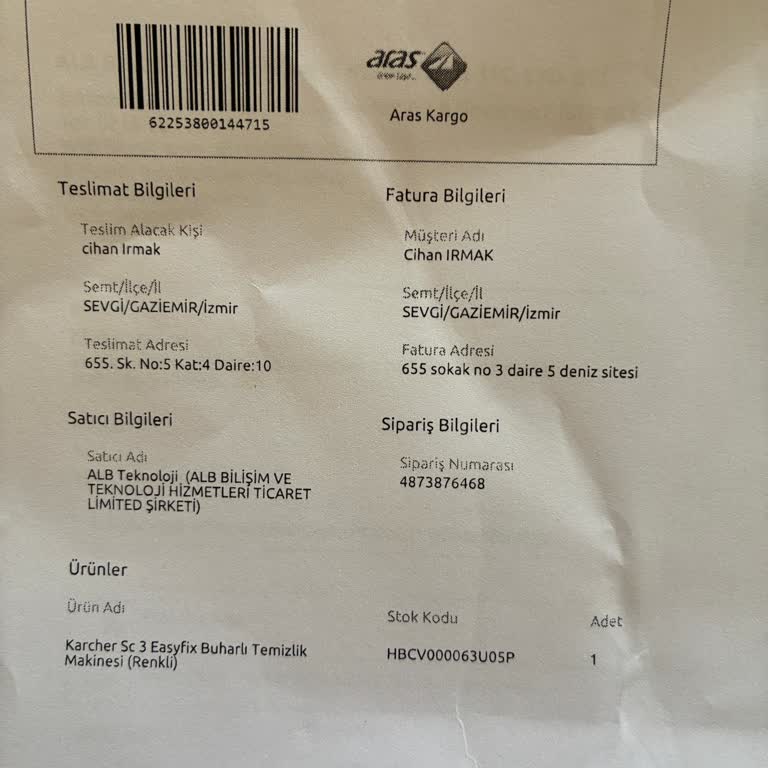 62253800144715
aras
Aras Kargo
Teslimat Bilgileri
Teslim Alacak Kişi
cihan Irmak
Semt/İlçe/İl
SEVGİ/GAZİEMİR/İzmir
Teslimat Adresi
655. Sk. No:5 Kat:4 Daire:10
Fatura Bilgileri
Müşteri Adı
Cihan IRMAK
Semt/İlçe/İl
SEVGİ/GAZİEMİR/İzmir
Fatura Adresi
655 sokak no 3 daire 5 deniz sitesi
Satıcı Bilgileri
Satıcı Adı
ALB Teknoloji (ALB BİLİŞİM VE
TEKNOLOJİ HİZMETLERİ TİCARET
LİMİTED ŞİRKETİ)
Sipariş Bilgileri
Sipariş Numarası
4873876468
Ürünler
Ürün Adı
Stok Kodu
Adet
Karcher Sc 3 Easyfix Buharlı Temizlik
Makinesi (Renkli)
HBCV000063U05P
1